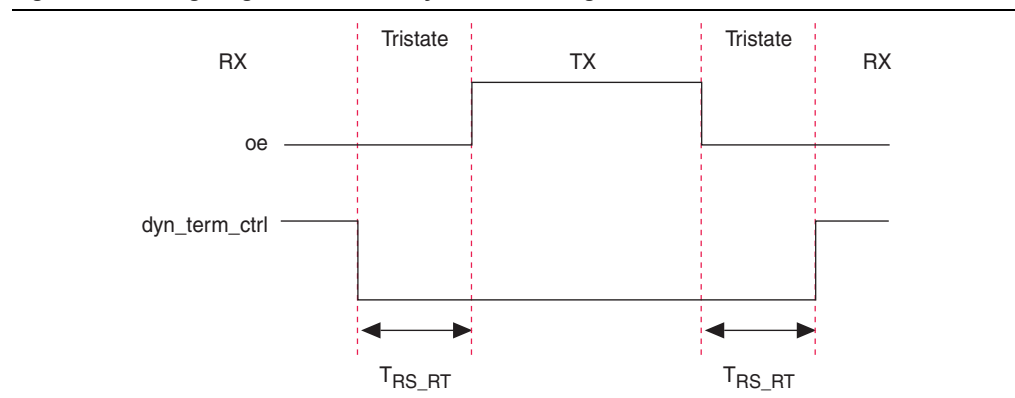 Tristate Tristate
RX TX RX
oe
dyn_term_ctrl
TRS_RT TRS_RT